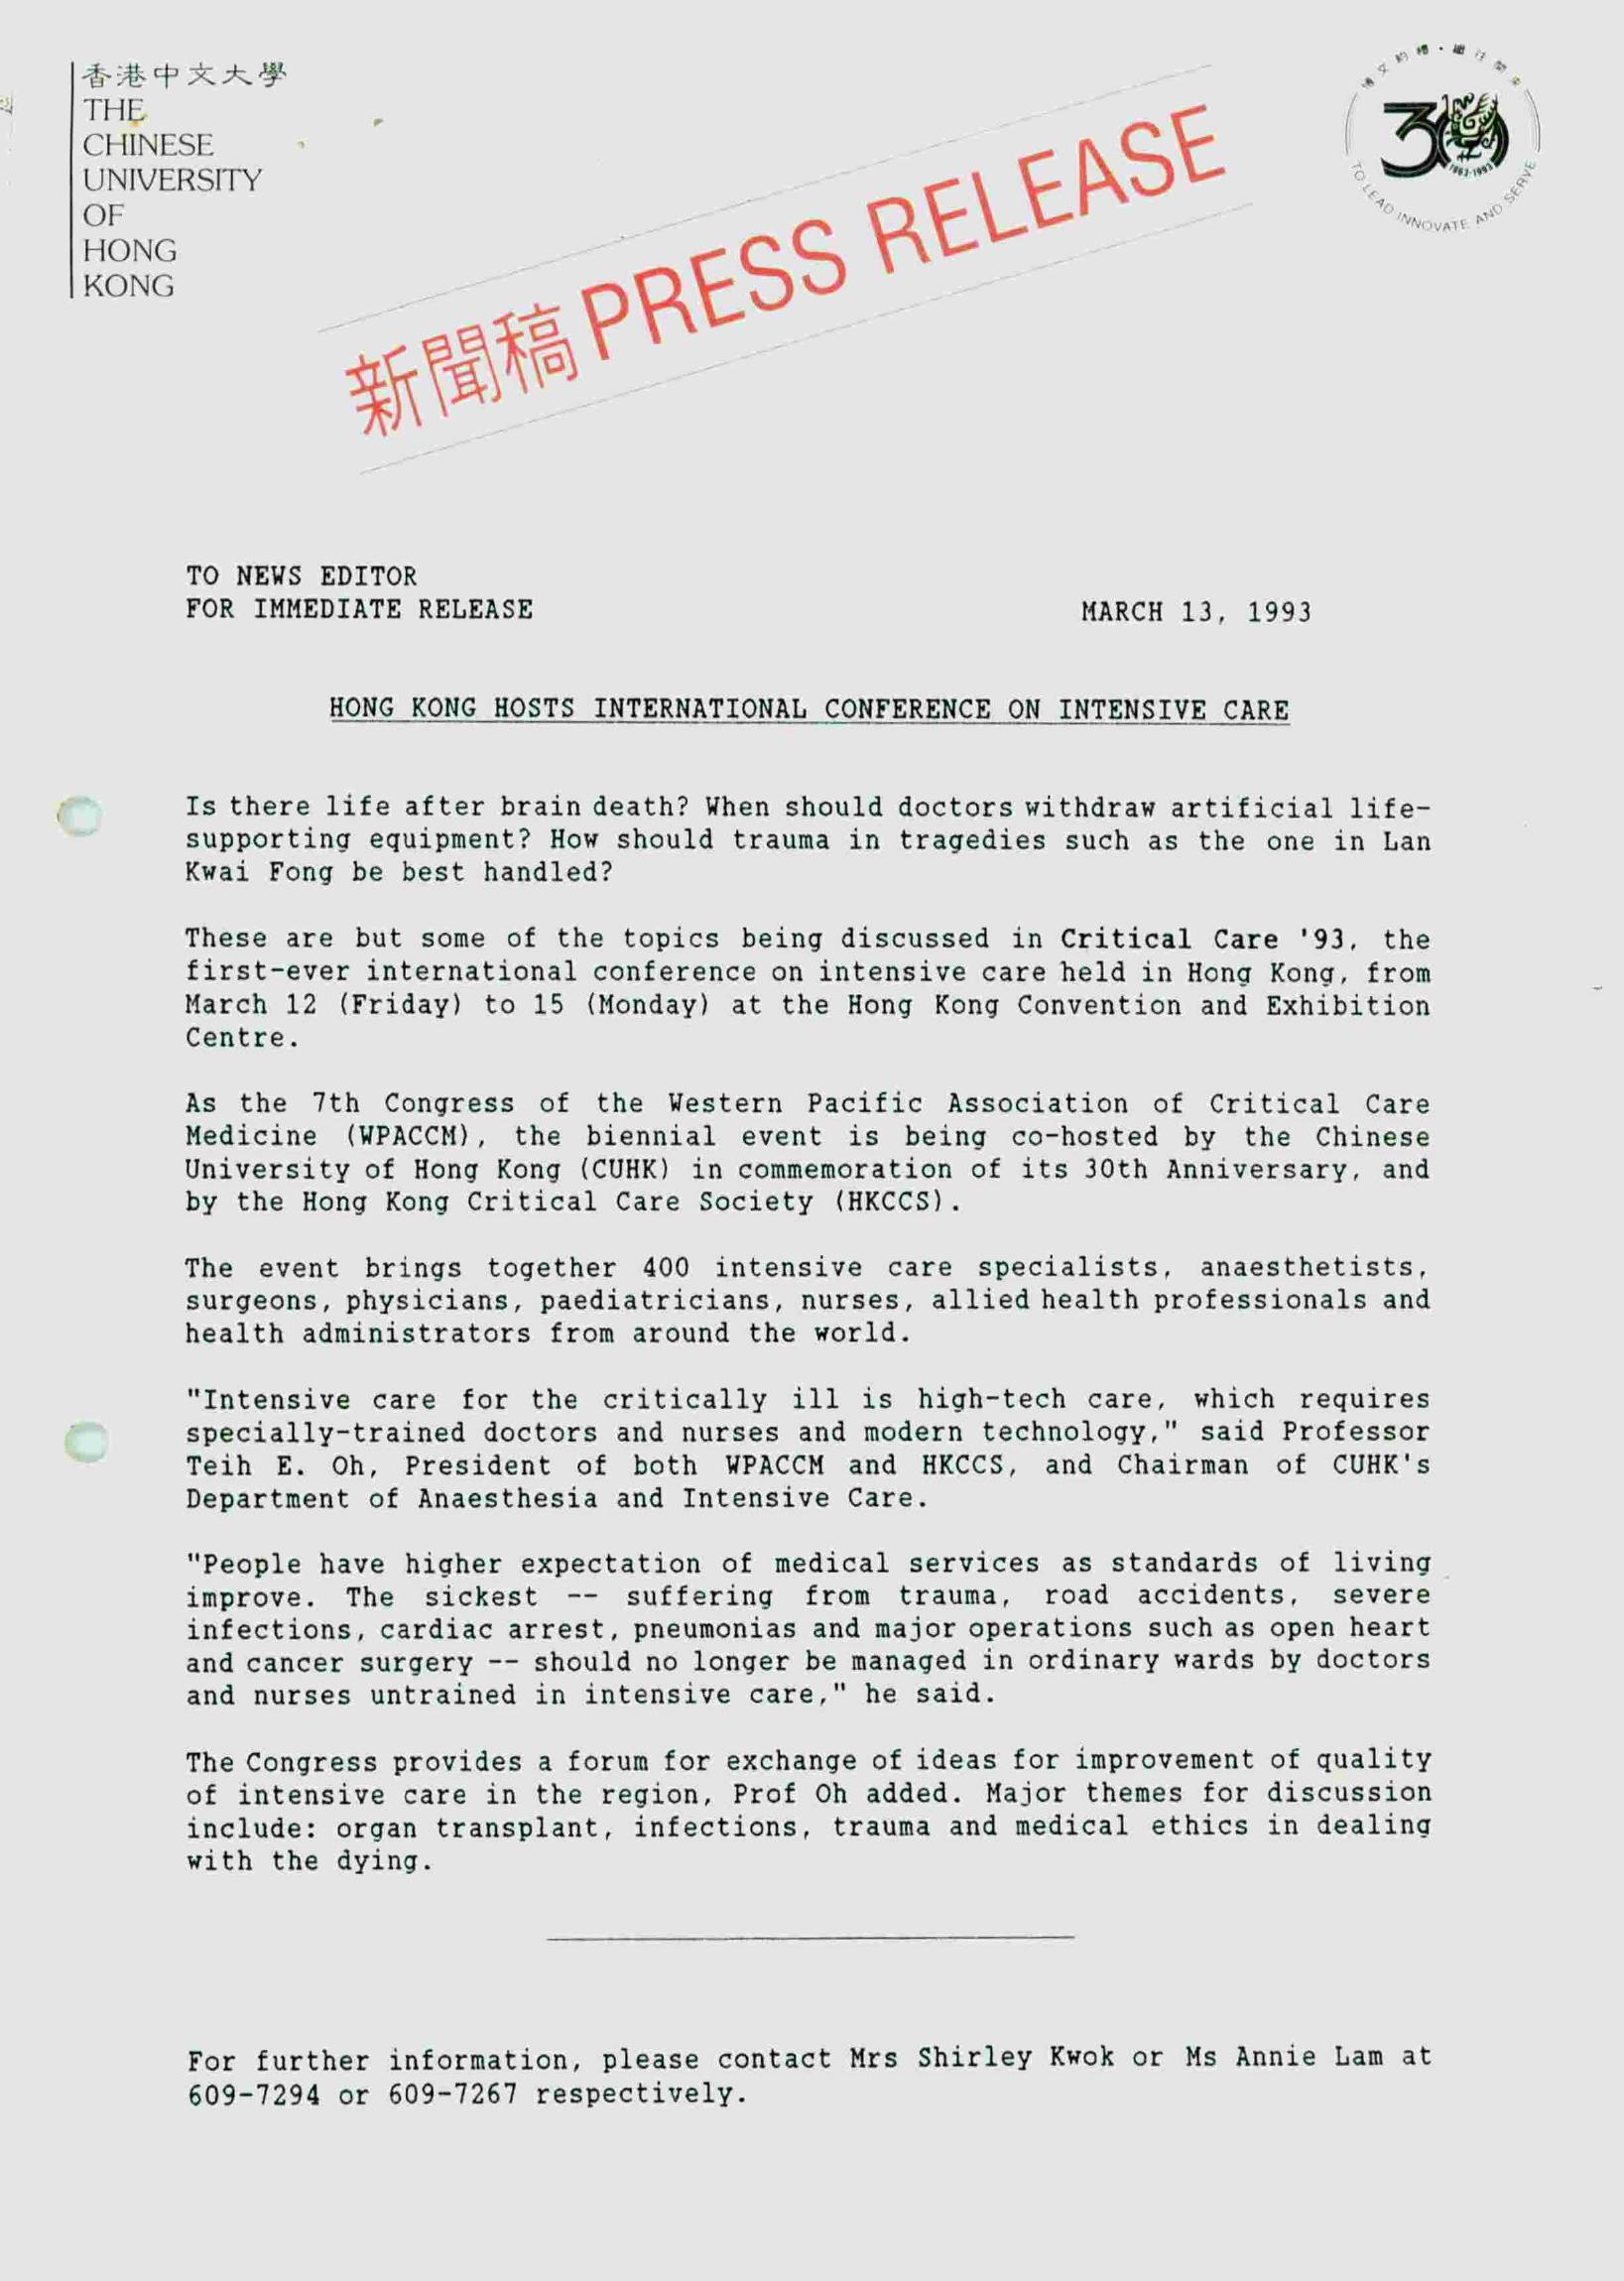 香港中文大學
THE
CHINESE
UNIVERSITY
OF
HONG
KONG
新聞稿 PRESS RELEASE
博文約禮·繼往開來
30
1963-1993
TO LEAD INNOVATE AND SERVE
TO NEWS EDITOR
FOR IMMEDIATE RELEASE
MARCH 13, 1993
HONG KONG HOSTS INTERNATIONAL CONFERENCE ON INTENSIVE CARE
Is there life after brain death? When should doctors withdraw artificial life-
supporting equipment? How should trauma in tragedies such as the one in Lan
Kwai Fong be best handled?
These are but some of the topics being discussed in Critical Care '93, the
first-ever international conference on intensive care held in Hong Kong, from
March 12 (Friday) to 15 (Monday) at the Hong Kong Convention and Exhibition
Centre.
As the 7th Congress of the Western Pacific Association of Critical Care
Medicine (WPACCM), the biennial event is being co-hosted by the Chinese
University of Hong Kong (CUHK) in commemoration of its 30th Anniversary, and
by the Hong Kong Critical Care Society (HKCCS).
The event brings together 400 intensive care specialists, anaesthetists,
surgeons, physicians, paediatricians, nurses, allied health professionals and
health administrators from around the world.
"Intensive care for the critically ill is high-tech care, which requires
specially-trained doctors and nurses and modern technology," said Professor
Teih E. Oh, President of both WPACCM and HKCCS, and Chairman of CUHK's
Department of Anaesthesia and Intensive Care.
"People have higher expectation of medical services as standards of living
improve. The sickest -- suffering from trauma, road accidents, severe
infections, cardiac arrest, pneumonias and major operations such as open heart
and cancer surgery -- should no longer be managed in ordinary wards by doctors
and nurses untrained in intensive care," he said.
The Congress provides a forum for exchange of ideas for improvement of quality
of intensive care in the region, Prof Oh added. Major themes for discussion
include: organ transplant, infections, trauma and medical ethics in dealing
with the dying.
For further information, please contact Mrs Shirley Kwok or Ms Annie Lam at
609-7294 or 609-7267 respectively.